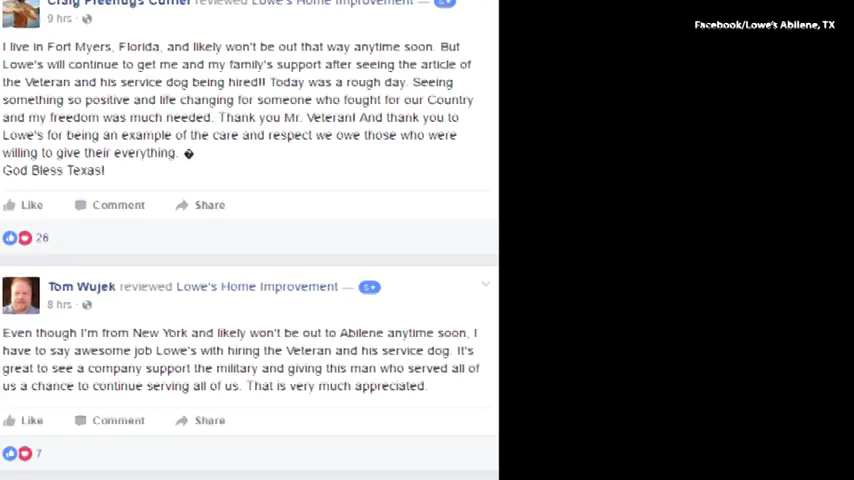 reviewed Lowe's Home Improvement — 5★
9 hrs ·
Facebook/Lowe's Abilene, TX
I live in Fort Myers, Florida, and likely won't be out that way anytime soon. But
Lowe's will continue to get me and my family's support after seeing the article of
the Veteran and his service dog being hired!! Today was a rough day. Seeing
something so positive and life changing for someone who fought for our Country
and my freedom was much needed. Thank you Mr. Veteran! And thank you to
Lowe's for being an example of the care and respect we owe those who were
willing to give their everything. �
God Bless Texas!
Like Comment Share
26
Tom Wujek reviewed Lowe's Home Improvement — 5★
8 hrs ·
Even though I'm from New York and likely won't be out to Abilene anytime soon, I
have to say awesome job Lowe's with hiring the Veteran and his service dog. It's
great to see a company support the military and giving this man who served all of
us a chance to continue serving all of us. That is very much appreciated.
Like Comment Share
7